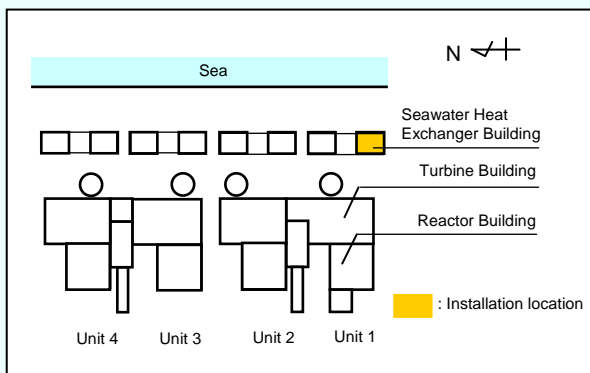 N
Sea
Seawater Heat
Exchanger Building
Turbine Building
Reactor Building
: Installation location
Unit 4 Unit 3 Unit 2 Unit 1